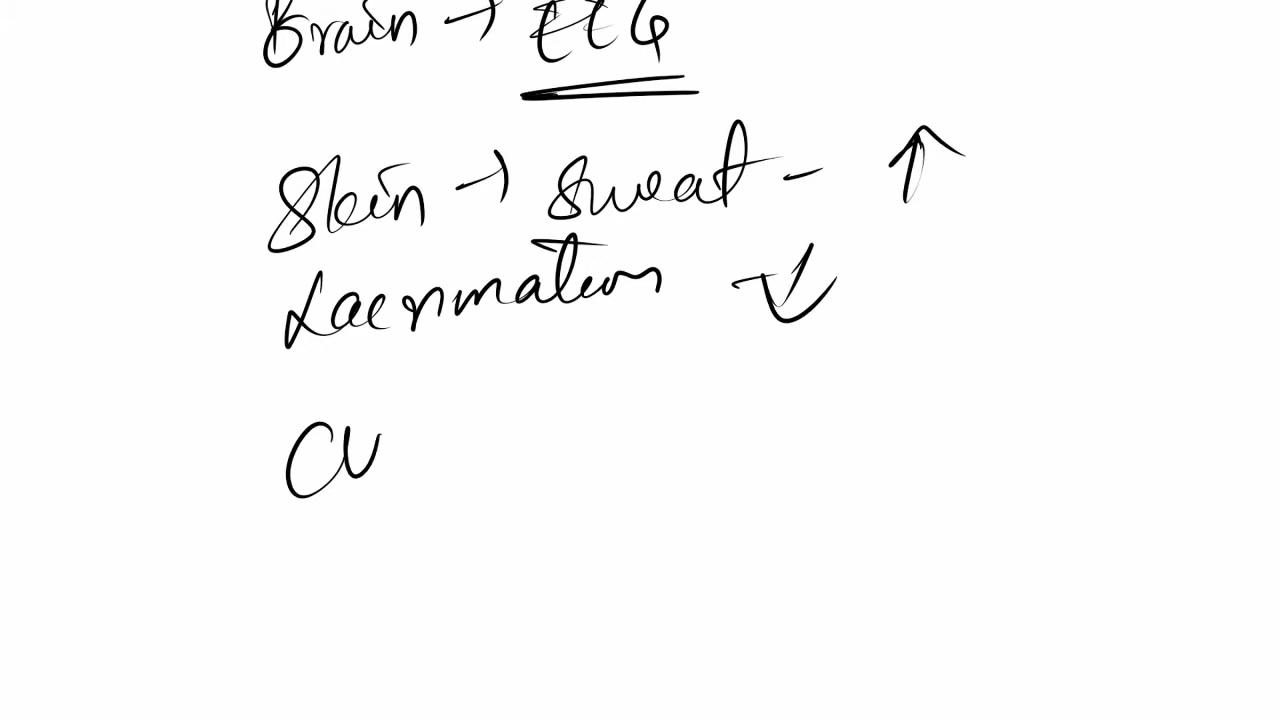 Brain → EEG
Skin → Sweat - ↑
Lacrimation ↓
CV